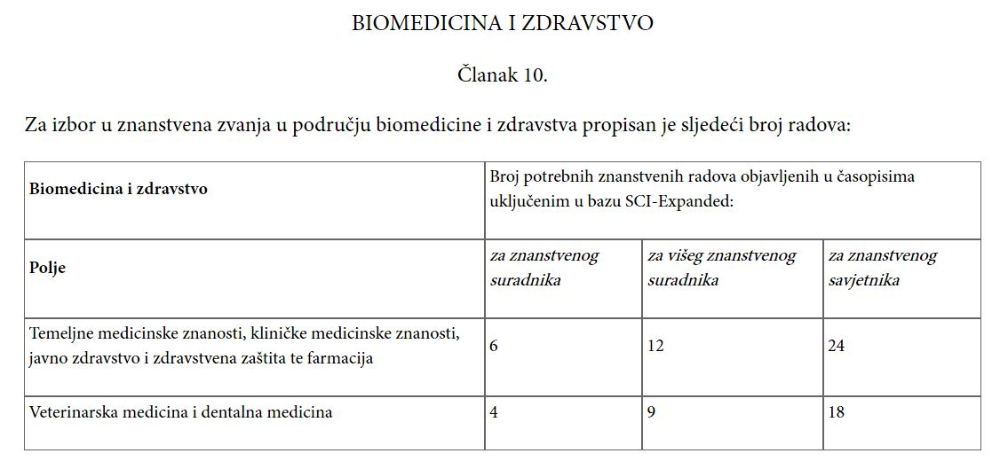 BIOMEDICINA I ZDRAVSTVO
Članak 10.
Za izbor u znanstvena zvanja u području biomedicine i zdravstva propisan je sljedeći broj radova:
Biomedicina i zdravstvo
Broj potrebnih znanstvenih radova objavljenih u časopisima
uključenim u bazu SCI-Expanded:
Polje
za znanstvenog
suradnika
za višeg znanstvenog
suradnika
za znanstvenog
savjetnika
Temeljne medicinske znanosti, kliničke medicinske znanosti,
javno zdravstvo i zdravstvena zaštita te farmacija
6
12
24
Veterinarska medicina i dentalna medicina
4
9
18